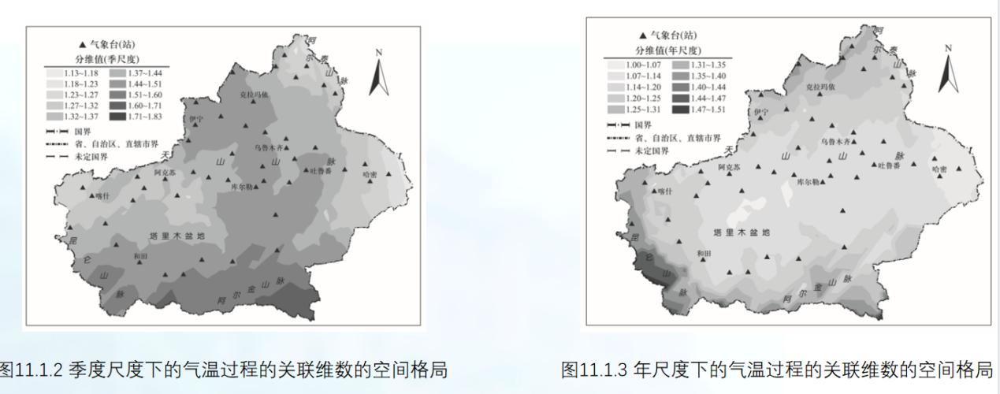 ▲ 气象台(站)
分维值(季尺度)
1.13~1.18 1.37~1.44
1.18~1.23 1.44~1.51
1.23~1.27 1.51~1.60
1.27~1.32 1.60~1.71
1.32~1.37 1.71~1.83
国界
省、自治区、直辖市界
未定国界
N
阿尔泰山脉
克拉玛依
伊宁
乌鲁木齐
天山山脉
吐鲁番
哈密
阿克苏
库尔勒
喀什
塔里木盆地
和田
昆仑山脉
阿尔金山脉
图11.1.2 季度尺度下的气温过程的关联维数的空间格局
▲ 气象台(站)
分维值(年尺度)
1.00~1.07 1.31~1.35
1.07~1.14 1.35~1.40
1.14~1.20 1.40~1.44
1.20~1.25 1.44~1.47
1.25~1.31 1.47~1.51
国界
省、自治区、直辖市界
未定国界
N
阿尔泰山脉
克拉玛依
伊宁
乌鲁木齐
天山山脉
吐鲁番
哈密
阿克苏
库尔勒
喀什
塔里木盆地
和田
昆仑山脉
阿尔金山脉
图11.1.3 年尺度下的气温过程的关联维数的空间格局